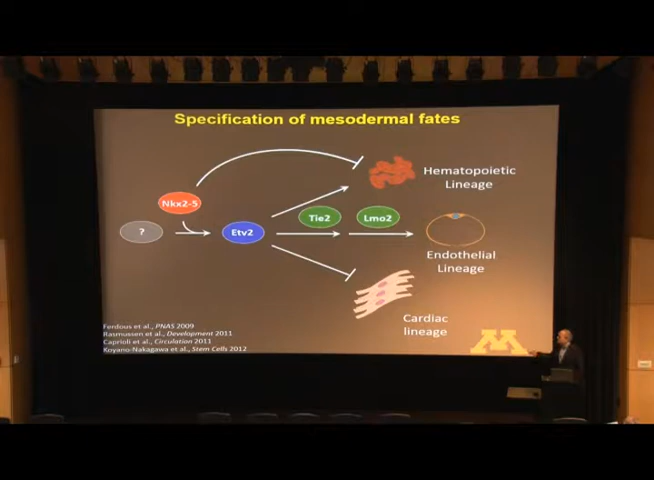 Specification of mesodermal fates
Hematopoietic
Lineage
Nkx2-5
Tie2
Lmo2
?
Etv2
Endothelial
Lineage
Cardiac
lineage
Ferdous et al., PNAS 2009
Rasmussen et al., Development 2011
Caprioli et al., Circulation 2011
Koyano-Nakagawa et al., Stem Cells 2012
M